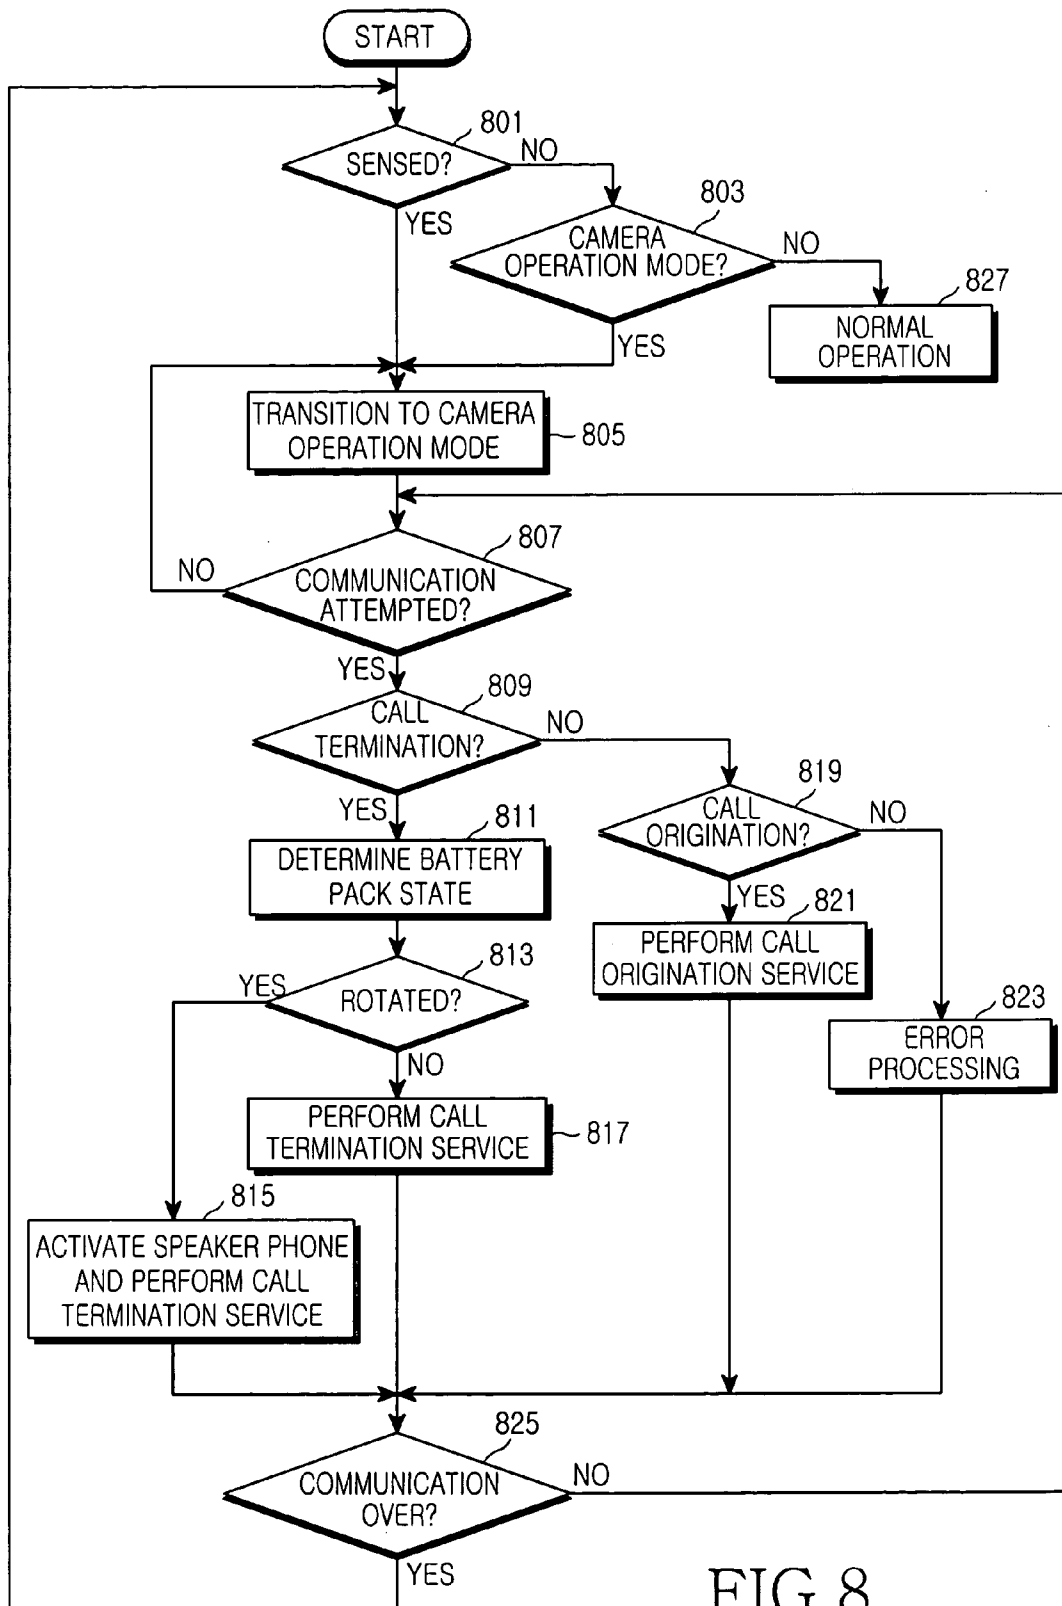 START
801
SENSED?
NO
YES
803
CAMERA
OPERATION MODE?
NO
YES
827
NORMAL
OPERATION
TRANSITION TO CAMERA
OPERATION MODE
805
807
COMMUNICATION
ATTEMPTED?
NO
YES
809
CALL
TERMINATION?
NO
YES
819
CALL
ORIGINATION?
NO
YES
811
DETERMINE BATTERY
PACK STATE
821
PERFORM CALL
ORIGINATION SERVICE
813
ROTATED?
YES
NO
823
ERROR
PROCESSING
PERFORM CALL
TERMINATION SERVICE
817
815
ACTIVATE SPEAKER PHONE
AND PERFORM CALL
TERMINATION SERVICE
825
COMMUNICATION
OVER?
NO
YES
FIG.8